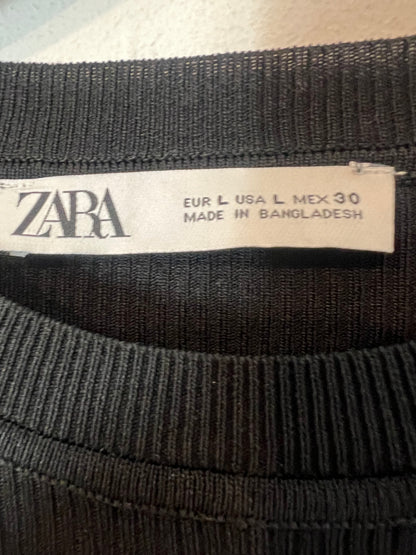 ZARA
EUR L USA L MEX 30
MADE IN BANGLADESH